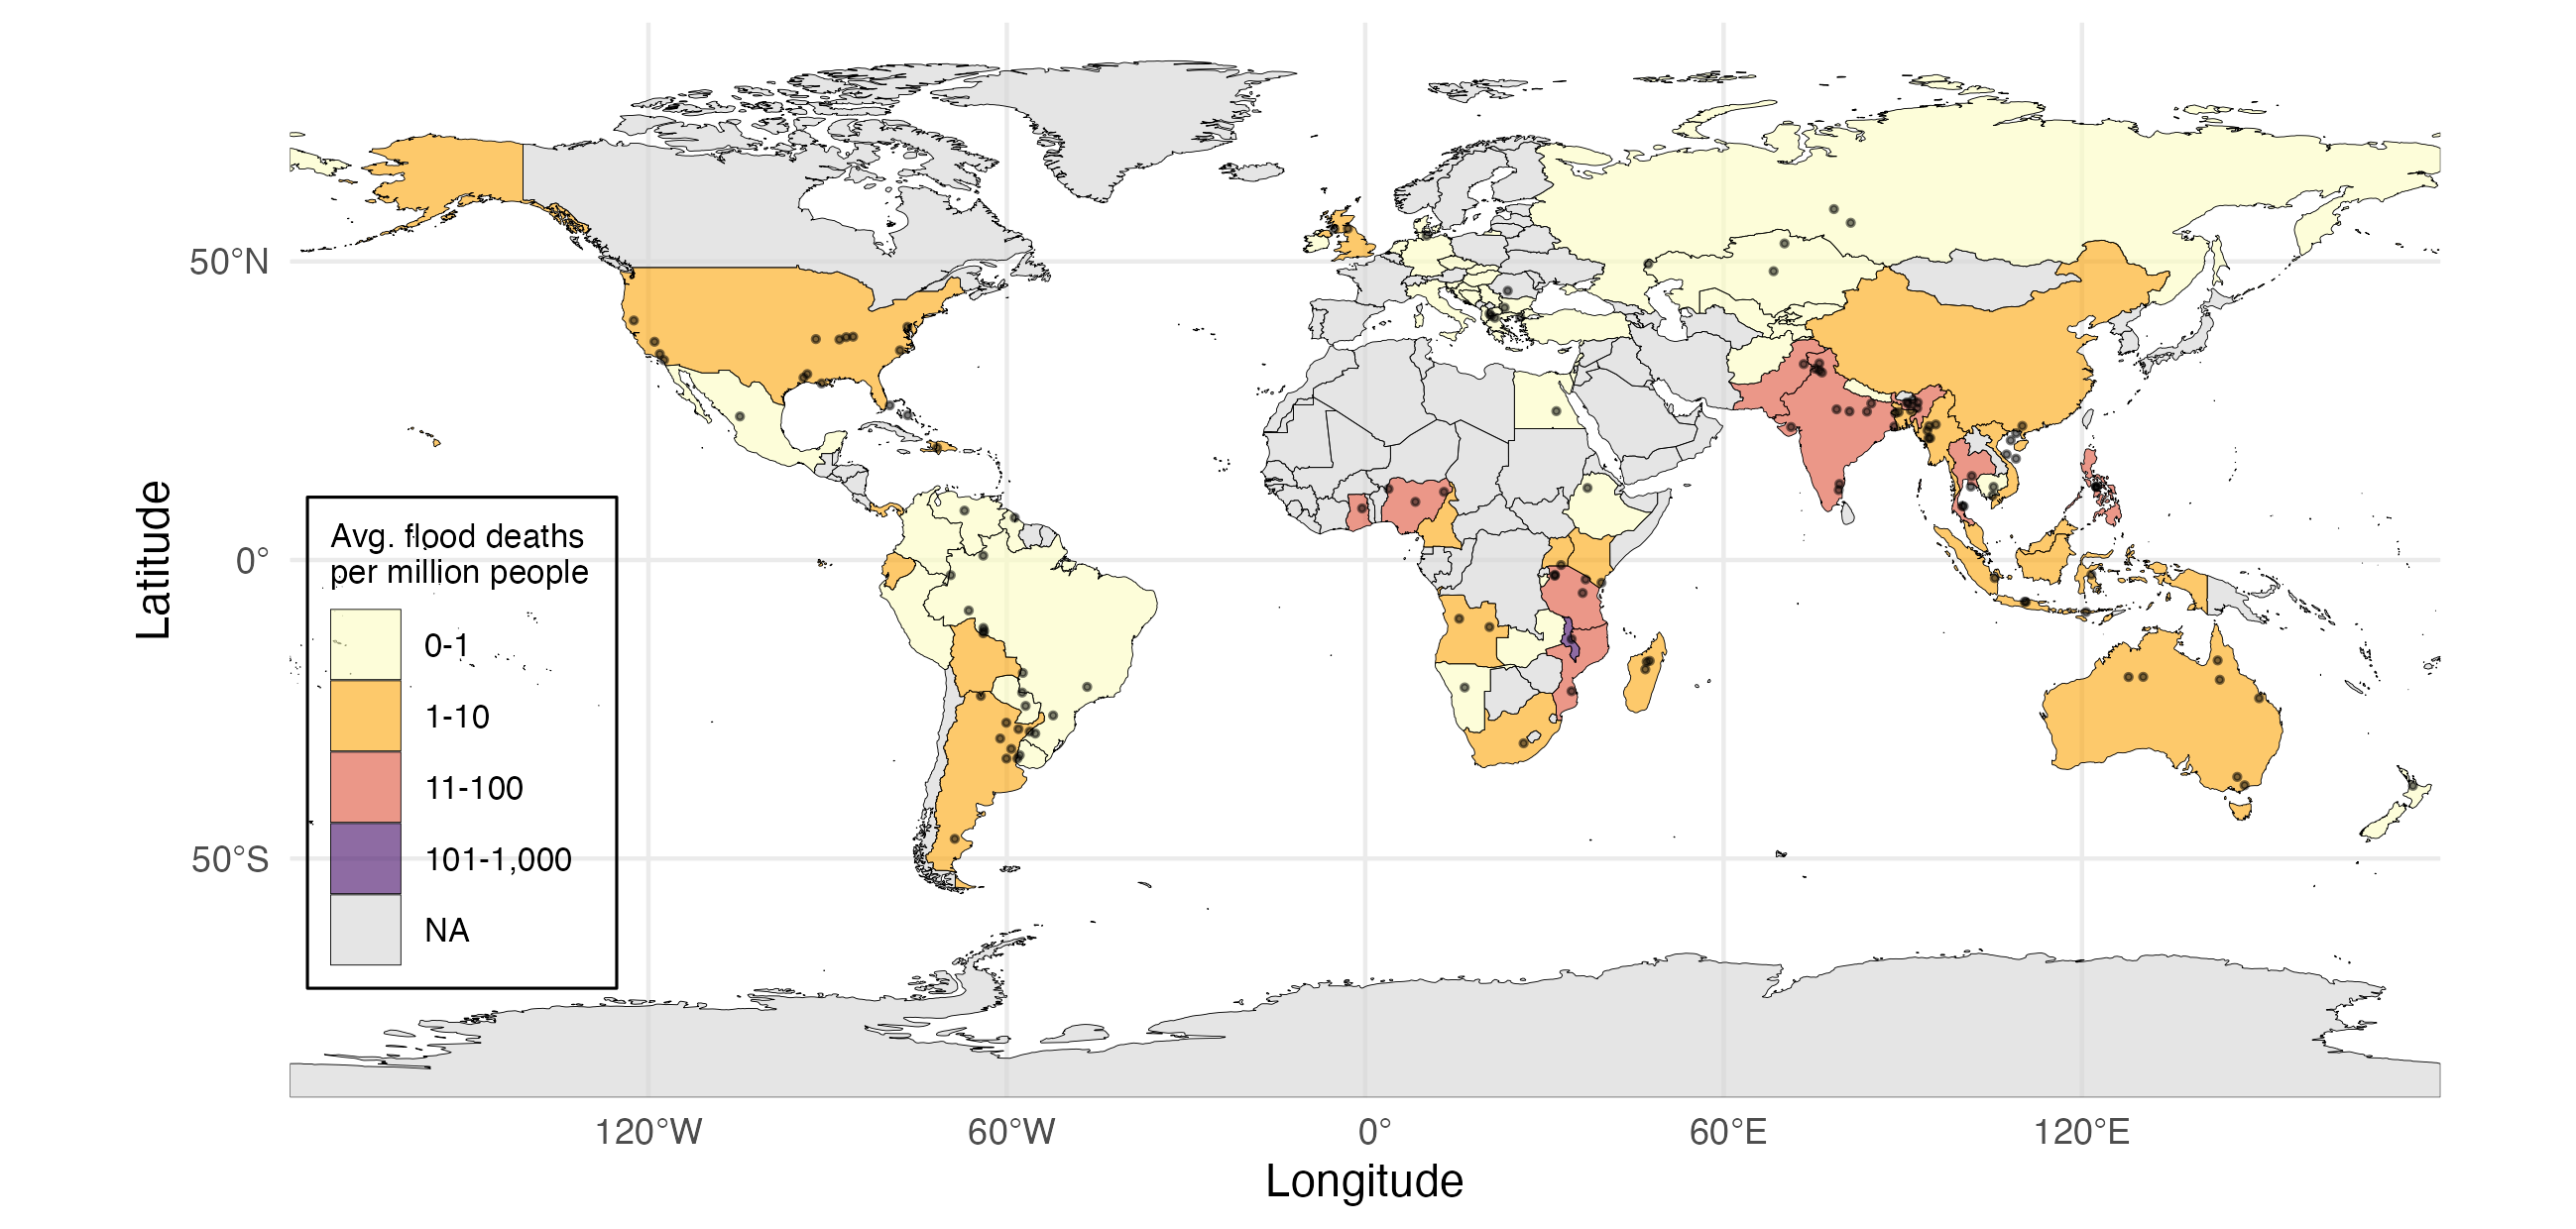 Latitude
50°N
0°
50°S
Avg. flood deaths
per million people
0-1
1-10
11-100
101-1,000
NA
120°W
60°W
0°
60°E
120°E
Longitude